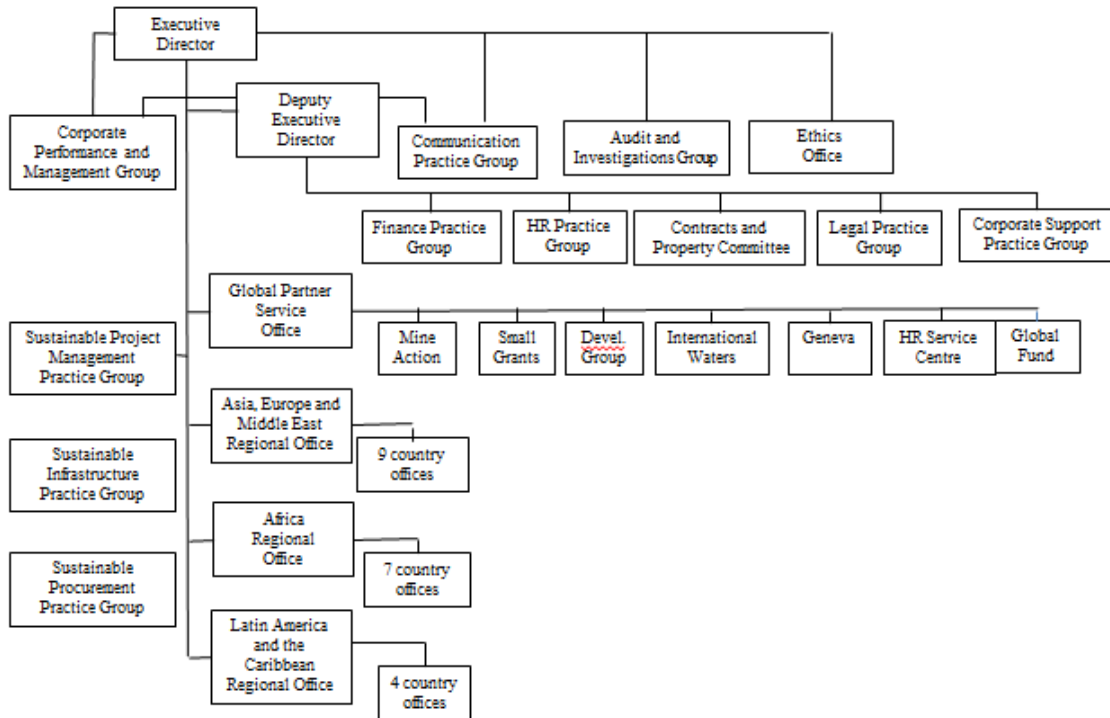 Executive
Director
Deputy
Executive
Director
Corporate
Performance and
Management Group
Communication
Practice Group
Audit and
Investigations Group
Ethics
Office
Finance Practice
Group
HR Practice
Group
Contracts and
Property Committee
Legal Practice
Group
Corporate Support
Practice Group
Global Partner
Service
Office
Mine
Action
Small
Grants
Devel.
Group
International
Waters
Geneva
HR Service
Centre
Global
Fund
Sustainable Project
Management
Practice Group
Asia, Europe and
Middle East
Regional Office
9 country
offices
Sustainable
Infrastructure
Practice Group
Africa
Regional
Office
7 country
offices
Sustainable
Procurement
Practice Group
Latin America
and the
Caribbean
Regional Office
4 country
offices